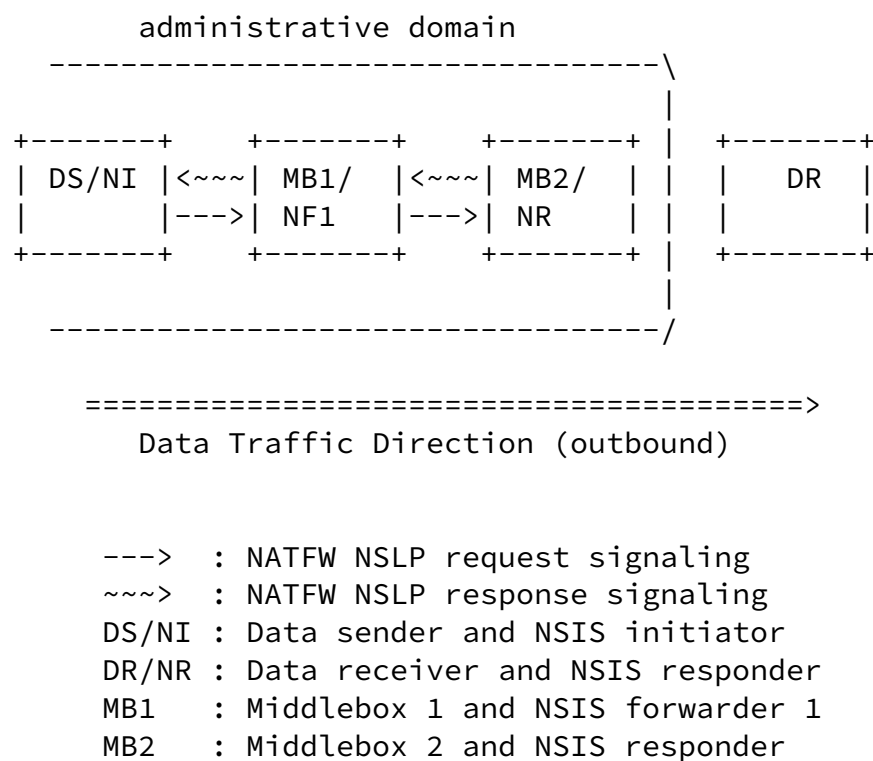 administrative domain
----------------------------------\
|
+-------+ +-------+ +-------+ | +-------+
| DS/NI |<~~~| MB1/ |<~~~| MB2/ | | | DR |
| |--->| NF1 |--->| NR | | | |
+-------+ +-------+ +-------+ | +-------+
|
----------------------------------/
========================================>
Data Traffic Direction (outbound)
---> : NATFW NSLP request signaling
~~~> : NATFW NSLP response signaling
DS/NI : Data sender and NSIS initiator
DR/NR : Data receiver and NSIS responder
MB1 : Middlebox 1 and NSIS forwarder 1
MB2 : Middlebox 2 and NSIS responder